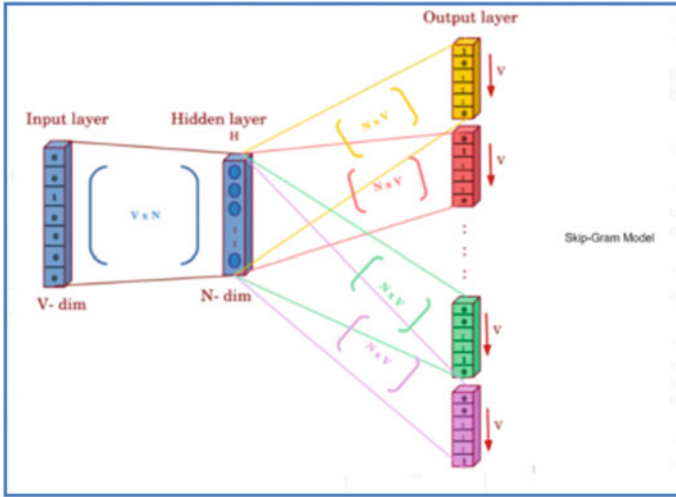 Output layer
V
Input layer
Hidden layer
H
N x V
V
N x V
V x N
Skip-Gram Model
V- dim
N- dim
N x V
V
N x V
V